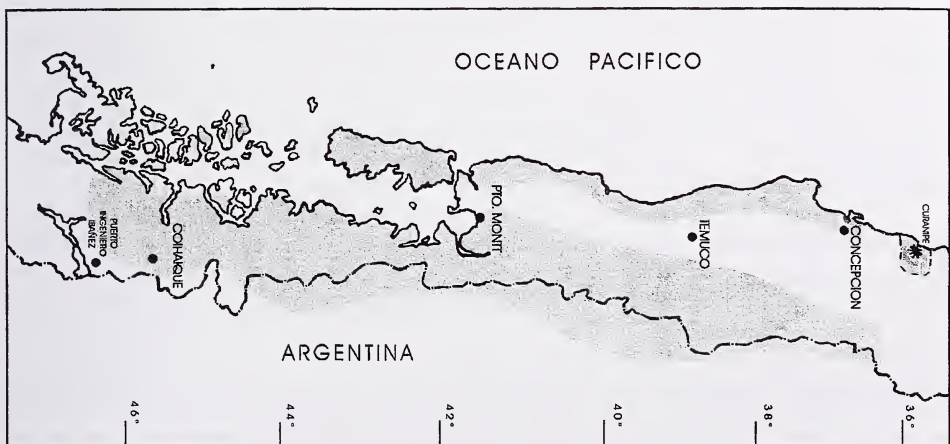 OCEANO PACIFICO
CURANIPE
CONCEPCION
TEMUCO
PTO. MONTT
COIHAIQUE
PUERTO
INGENIERO
IBAÑEZ
ARGENTINA
46°
44°
42°
40°
38°
36°